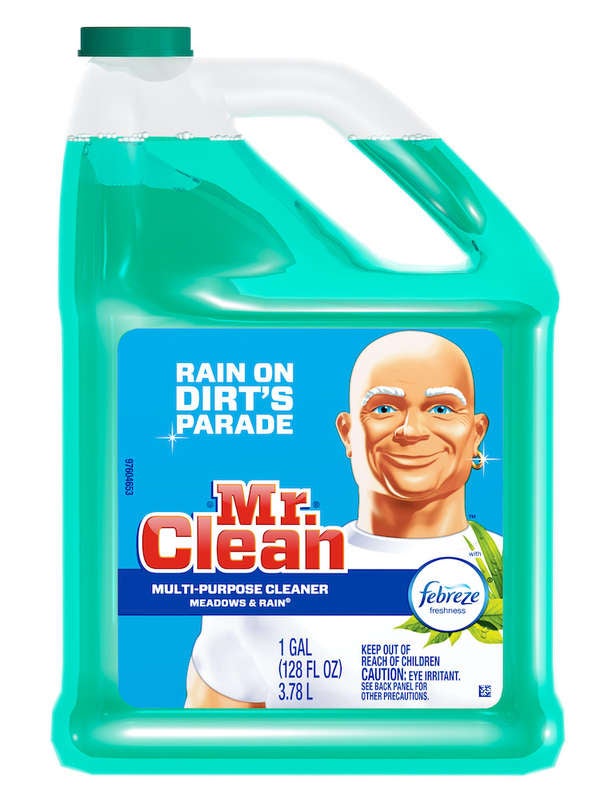 RAIN ON
DIRT'S
PARADE
97604653
Mr.
Clean
MULTI-PURPOSE CLEANER
MEADOWS & RAIN®
™
with
febreze®
freshness
1 GAL
(128 FL OZ)
3.78 L
KEEP OUT OF
REACH OF CHILDREN
CAUTION: EYE IRRITANT.
SEE BACK PANEL FOR
OTHER PRECAUTIONS.